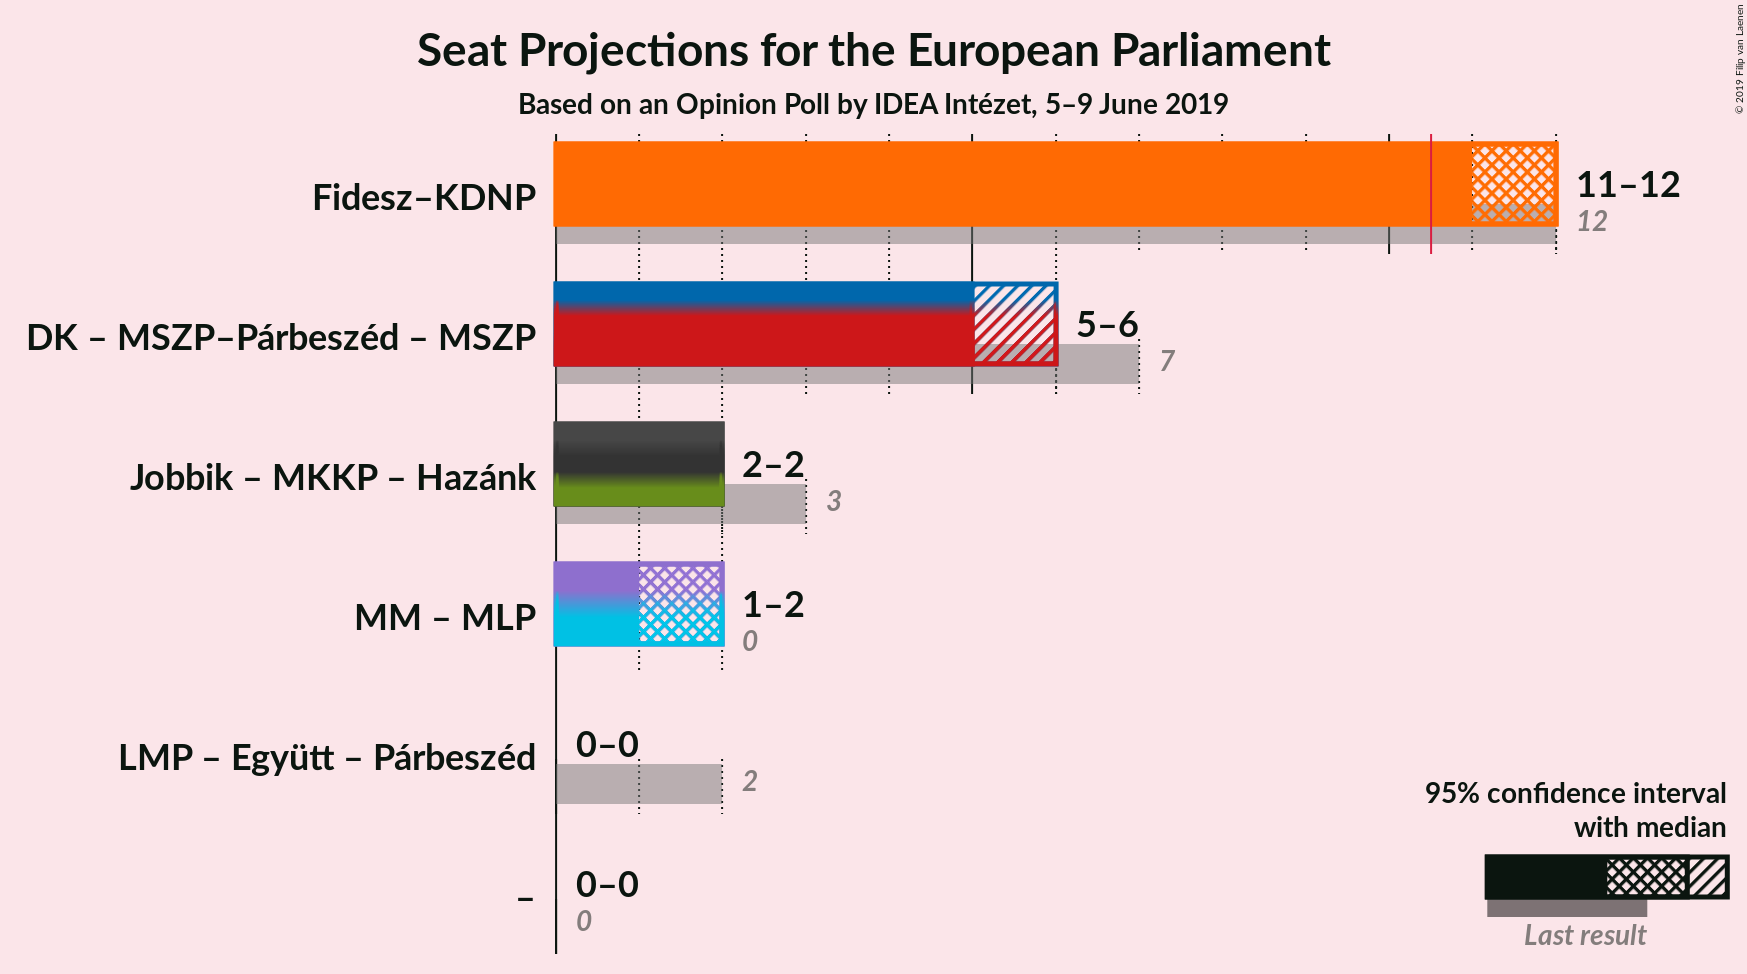 Seat Projections for the European Parliament
Based on an Opinion Poll by IDEA Intézet, 5–9 June 2019
© 2019 Filip van Laenen
Fidesz–KDNP
11–12
12
DK – MSZP–Párbeszéd – MSZP
5–6
7
Jobbik – MKKP – Hazánk
2–2
3
MM – MLP
1–2
0
LMP – Együtt – Párbeszéd
0–0
2
–
0–0
0
95% confidence interval
with median
Last result